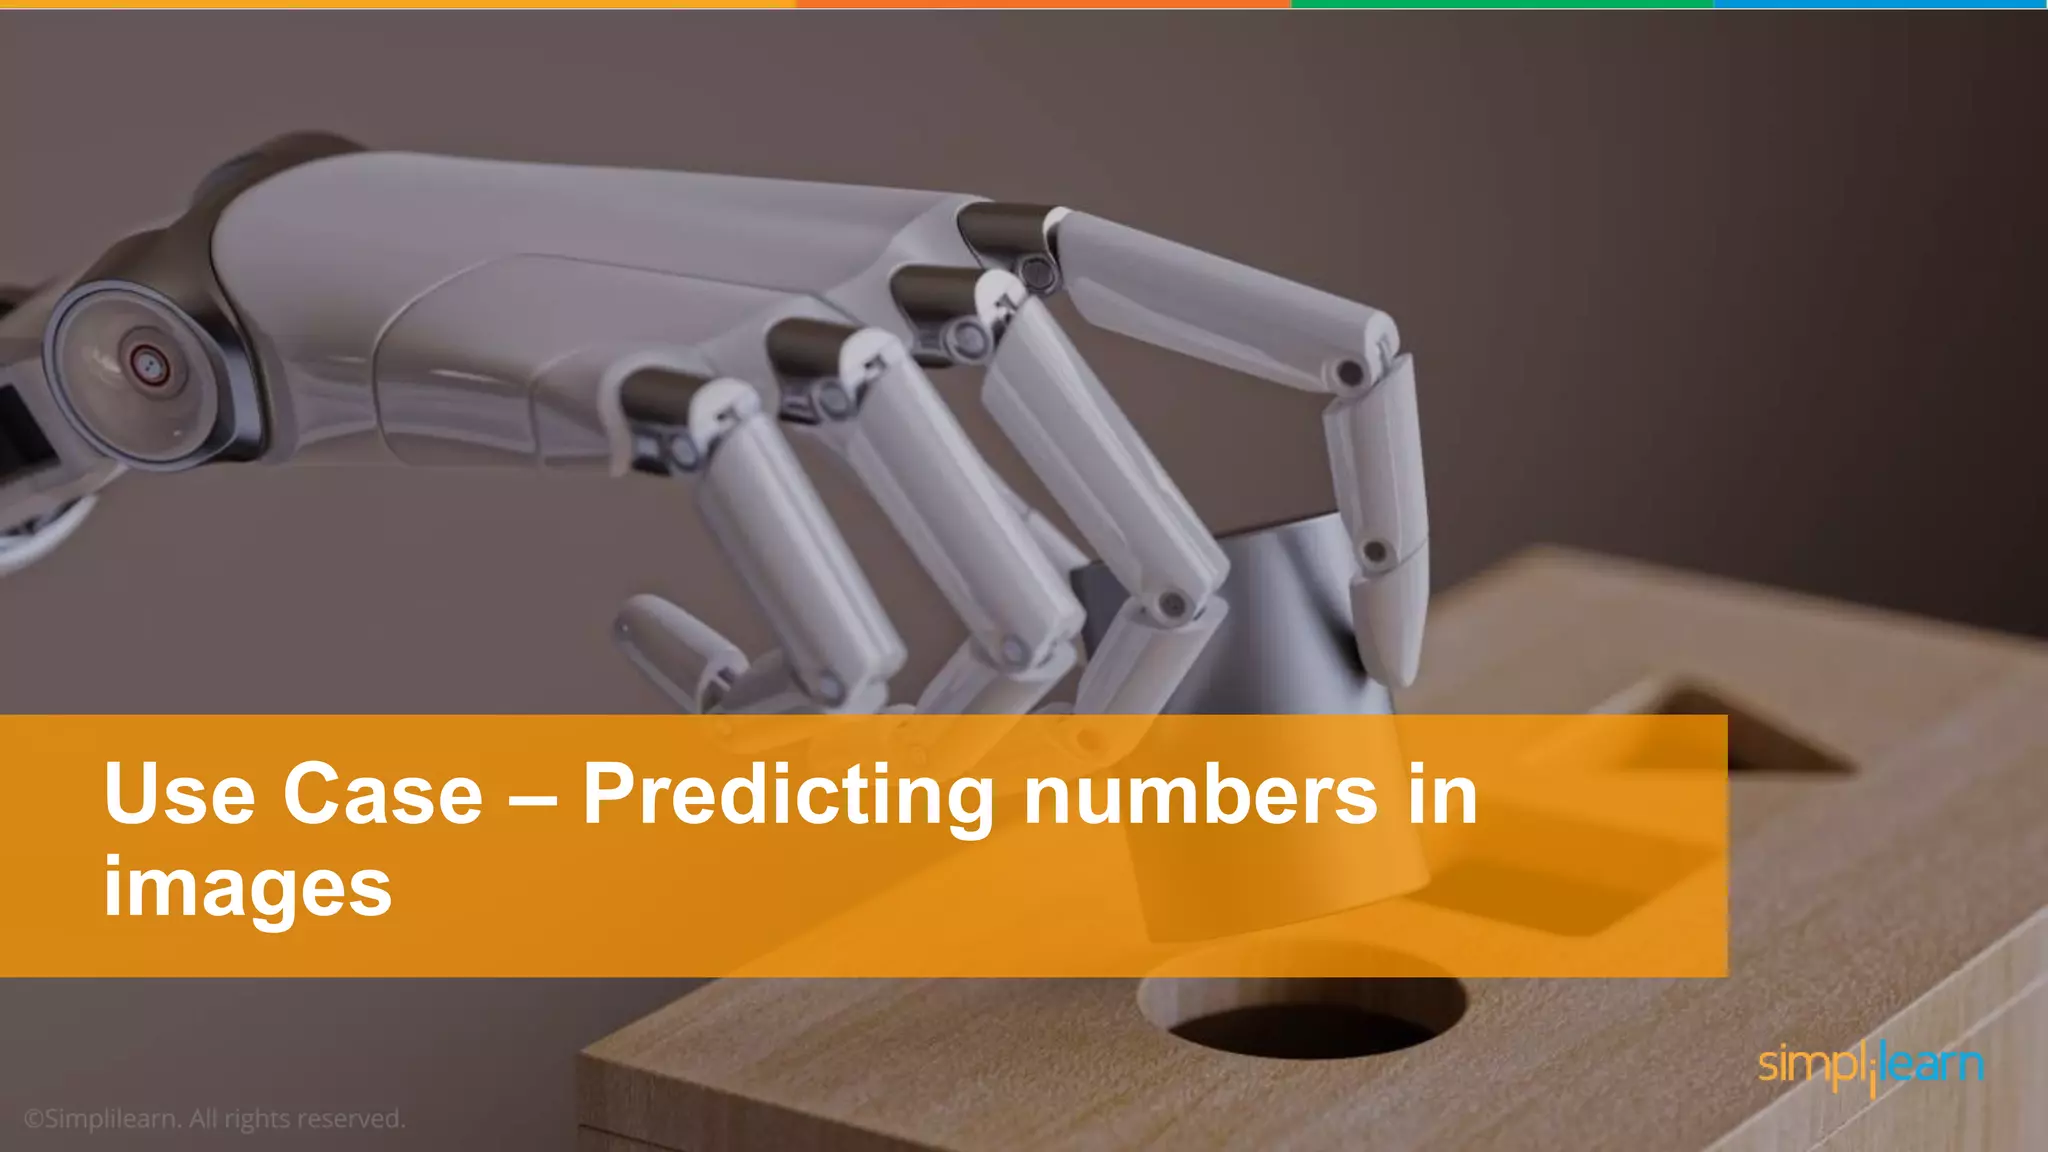 Use Case – Predicting numbers in
images
simplilearn
©Simplilearn. All rights reserved.